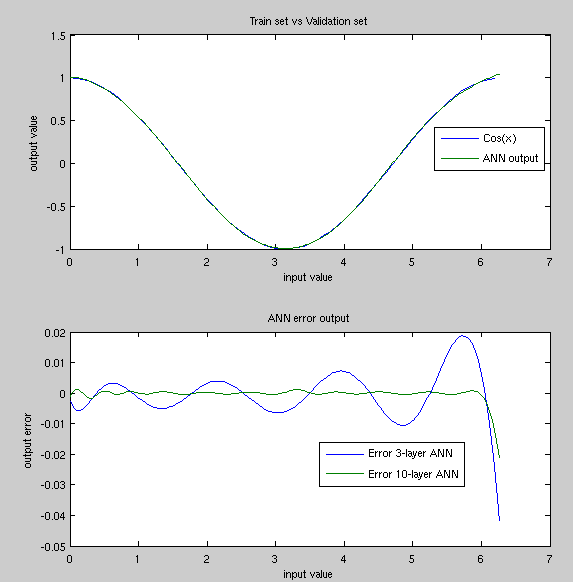 Train set vs Validation set
1.5
1
0.5
0
-0.5
-1
output value
Cos(x)
ANN output
0 1 2 3 4 5 6 7
input value
ANN error output
0.02
0.01
0
-0.01
-0.02
-0.03
-0.04
-0.05
output error
Error 3-layer ANN
Error 10-layer ANN
0 1 2 3 4 5 6 7
input value